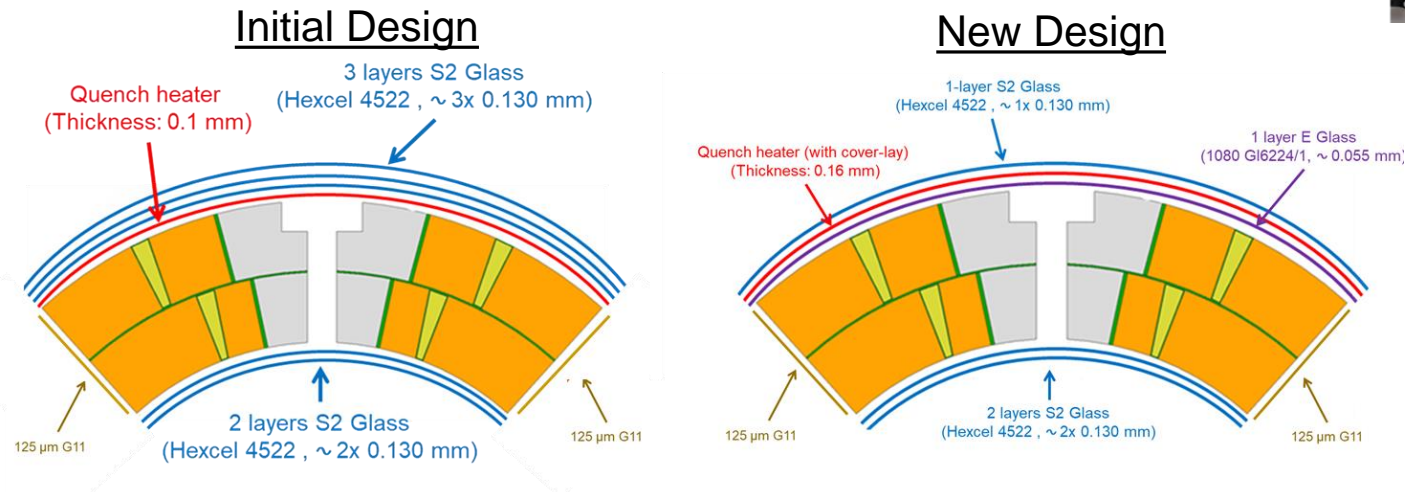 Initial Design
3 layers S2 Glass
(Hexcel 4522 , ~ 3x 0.130 mm)
Quench heater
(Thickness: 0.1 mm)
125 µm G11
2 layers S2 Glass
(Hexcel 4522 , ~ 2x 0.130 mm)
125 µm G11
New Design
1-layer S2 Glass
(Hexcel 4522 , ~ 1x 0.130 mm)
1 layer E Glass
(1080 Gl6224/1, ~ 0.055 mm)
Quench heater (with cover-lay)
(Thickness: 0.16 mm)
125 µm G11
2 layers S2 Glass
(Hexcel 4522 , ~ 2x 0.130 mm)
125 µm G11